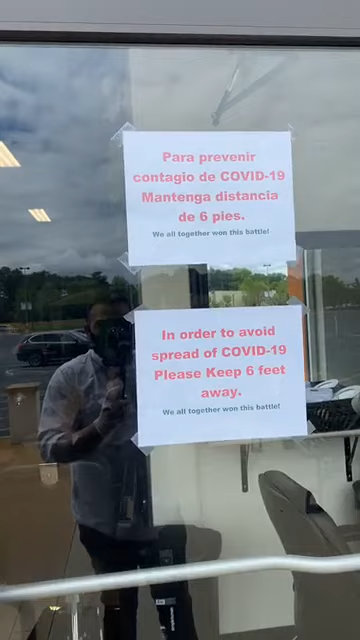 Para prevenir
contagio de COVID-19
Mantenga distancia
de 6 pies.
We all together won this battle!
In order to avoid
spread of COVID-19
Please Keep 6 feet
away.
We all together won this battle!